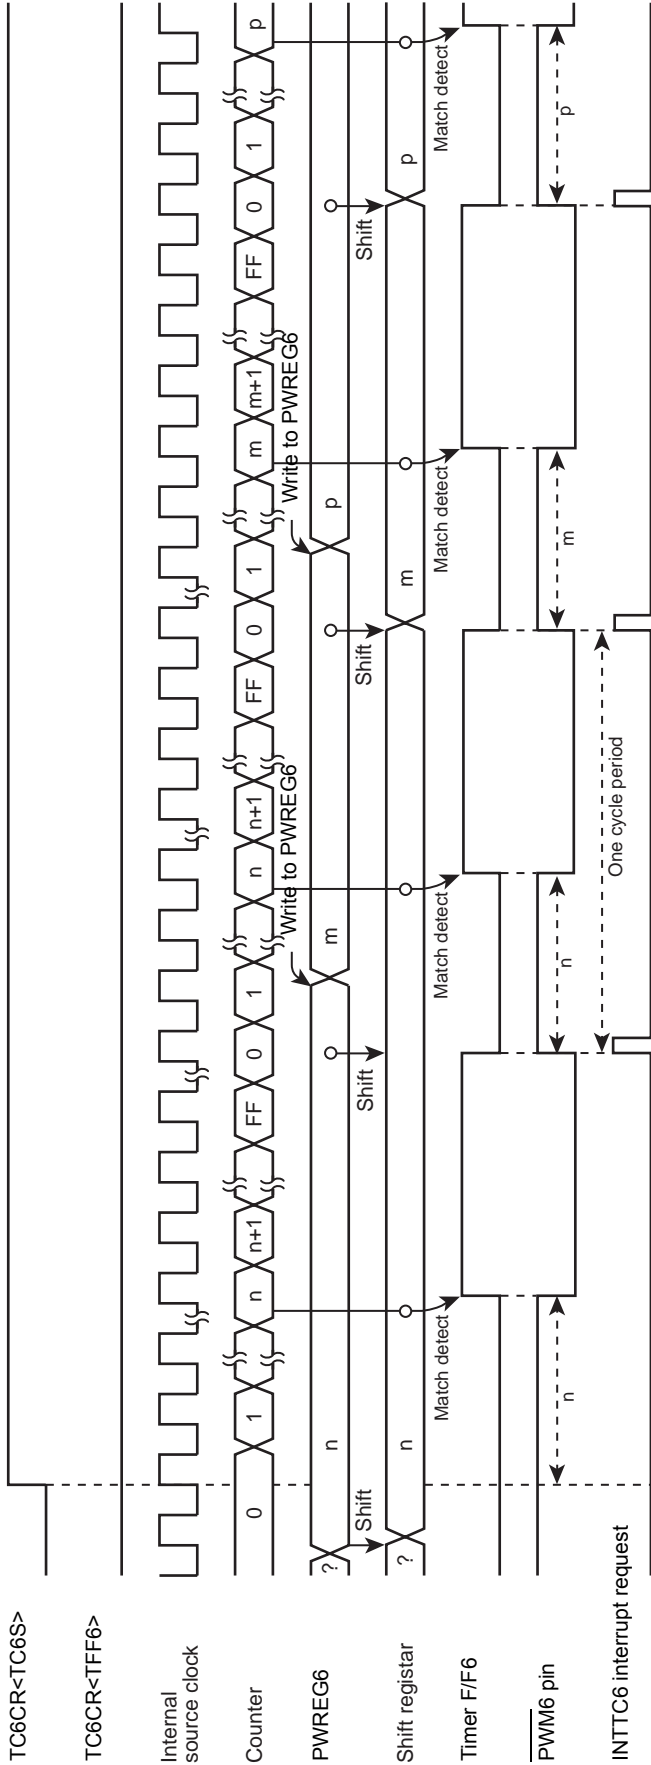 TC6CR<TC6S>
TC6CR<TFF6>
Internal
source clock
Counter 0 1 n n+1 FF 0 1 n n+1 FF 0 1 m m+1 FF 0 1 p
Write to PWREG6 Write to PWREG6
PWREG6 ? n m p
Shift Shift Shift Shift
Shift registar ? n m p
Match detect Match detect Match detect Match detect
Timer F/F6
PWM6 pin n n m p
One cycle period
INTTC6 interrupt request